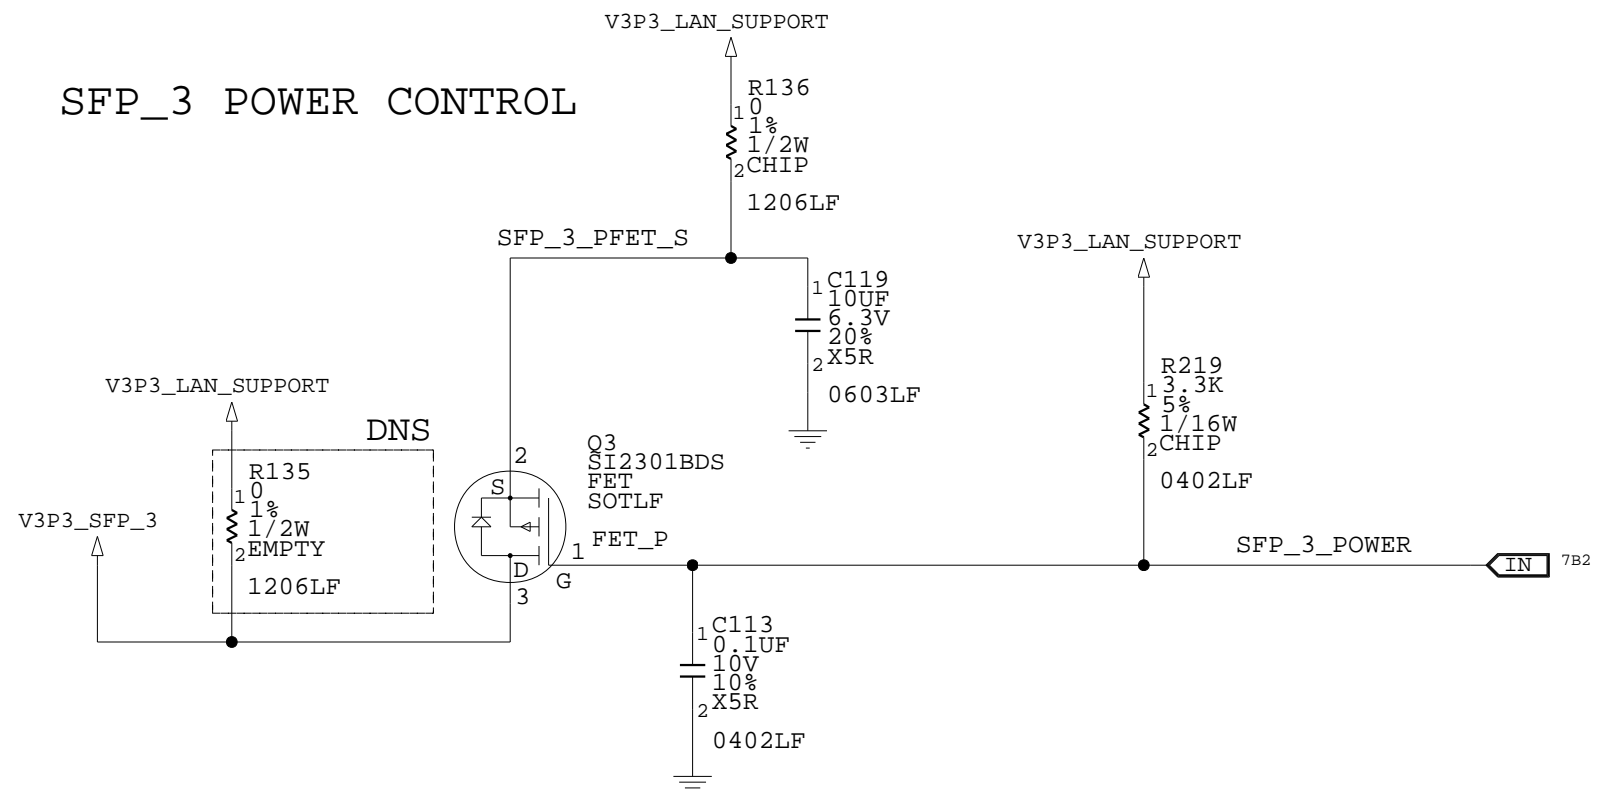 V3P3_LAN_SUPPORT
SFP_3 POWER CONTROL
R136
1 0
1%
1/2W
2 CHIP
1206LF
SFP_3_PFET_S
V3P3_LAN_SUPPORT
1 C119
10UF
6.3V
20%
2 X5R
0603LF
R219
1 3.3K
5%
1/16W
2 CHIP
0402LF
V3P3_LAN_SUPPORT
DNS
R135
1 0
1%
1/2W
2 EMPTY
1206LF
V3P3_SFP_3
2
S
D
3
1
G
Q3
SI2301BDS
FET
SOTLF
FET_P
SFP_3_POWER
IN 7B2
1 C113
0.1UF
10V
10%
2 X5R
0402LF